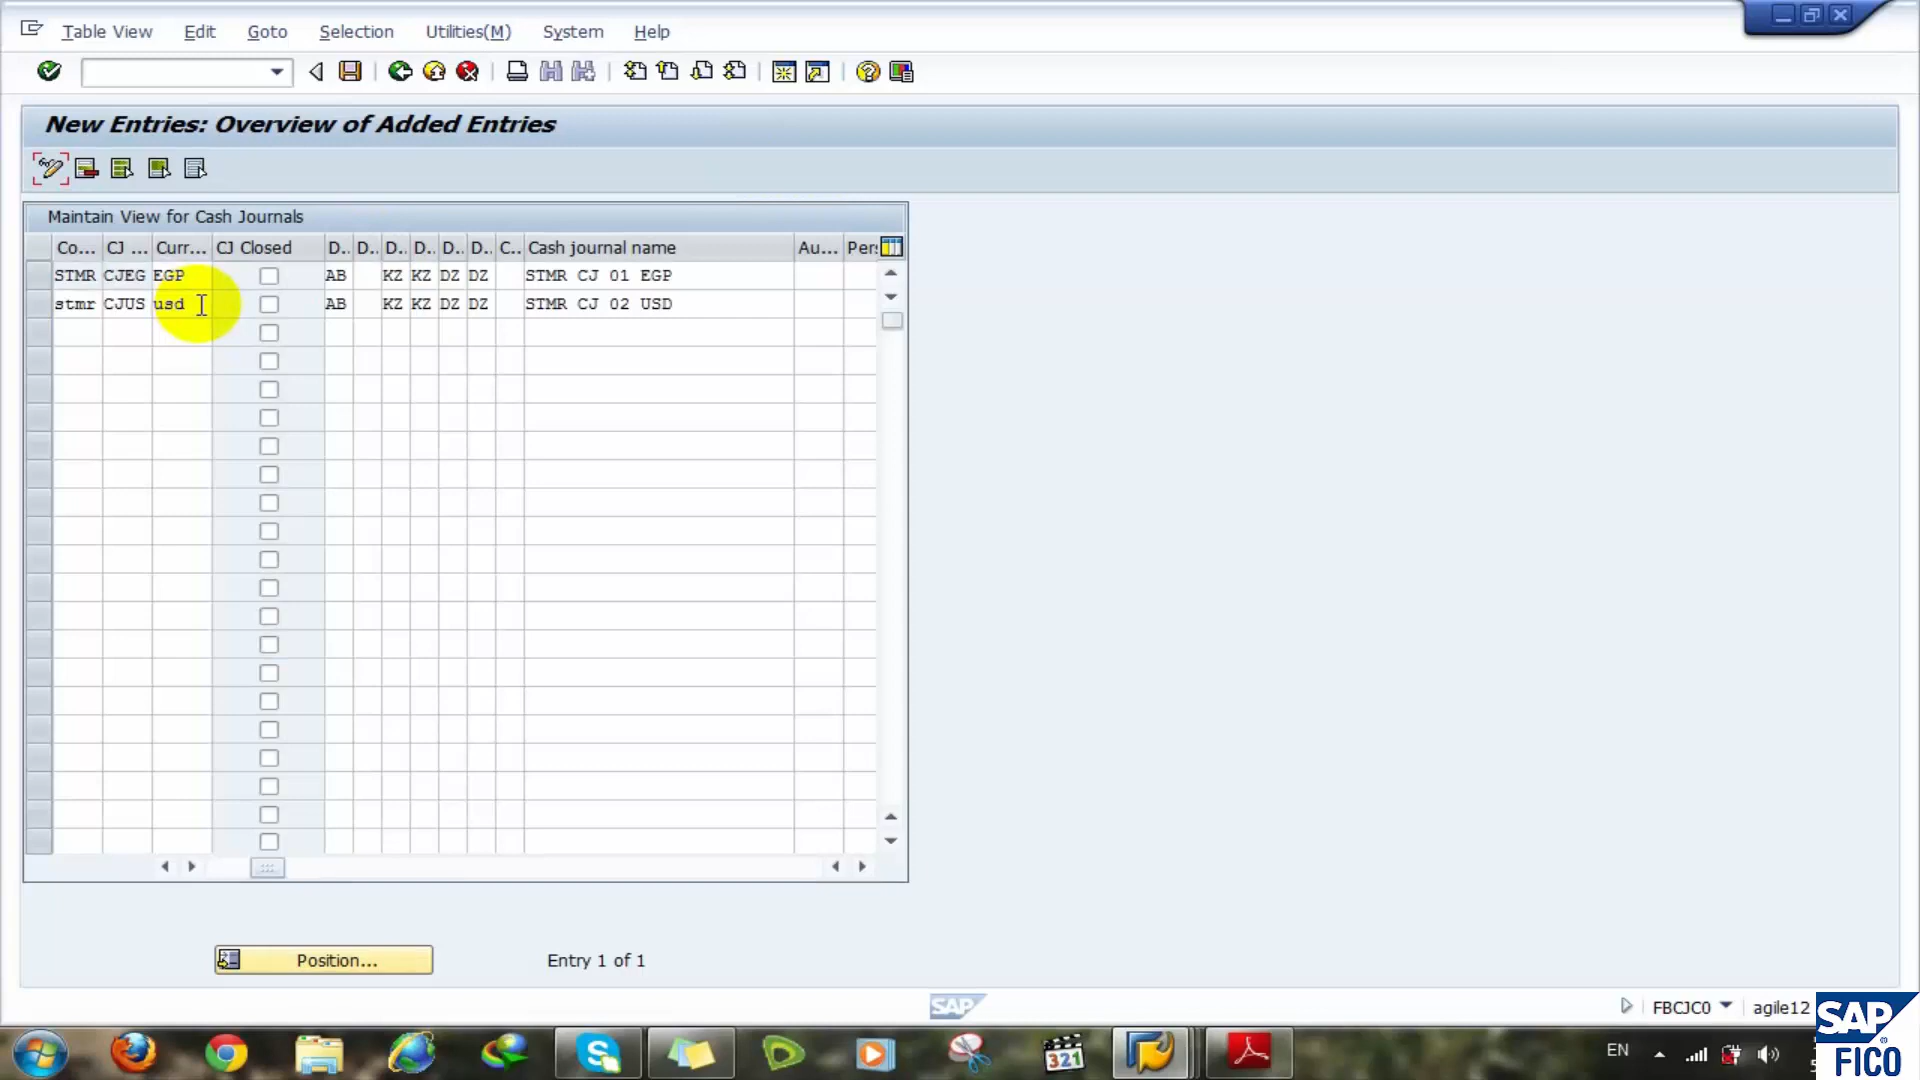 Table View Edit Goto Selection Utilities(M) System Help
New Entries: Overview of Added Entries
Maintain View for Cash Journals
Co... CJ ... Curr... CJ Closed D.. D.. D.. D.. D.. D.. C.. Cash journal name Au... Per
STMR CJEG EGP AB KZ KZ DZ DZ STMR CJ 01 EGP
stmr CJUS usd AB KZ KZ DZ DZ STMR CJ 02 USD
Position... Entry 1 of 1
SAP
FBCJC0 agile12
SAP
FICO
321
EN